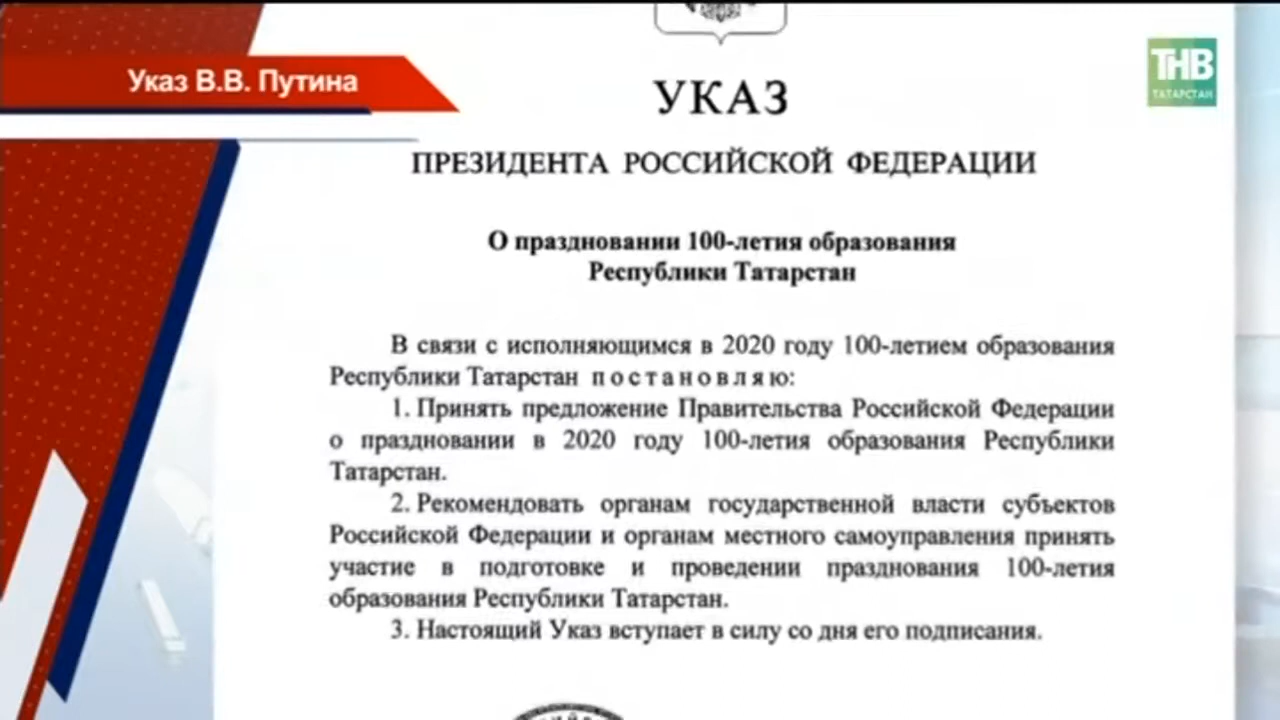 Указ В.В. Путина
ТНВ
ТАТАРСТАН
УКАЗ
ПРЕЗИДЕНТА РОССИЙСКОЙ ФЕДЕРАЦИИ
О праздновании 100-летия образования
Республики Татарстан
В связи с исполняющимся в 2020 году 100-летием образования
Республики Татарстан п о с т а н о в л я ю:
1. Принять предложение Правительства Российской Федерации
о праздновании в 2020 году 100-летия образования Республики
Татарстан.
2. Рекомендовать органам государственной власти субъектов
Российской Федерации и органам местного самоуправления принять
участие в подготовке и проведении празднования 100-летия
образования Республики Татарстан.
3. Настоящий Указ вступает в силу со дня его подписания.